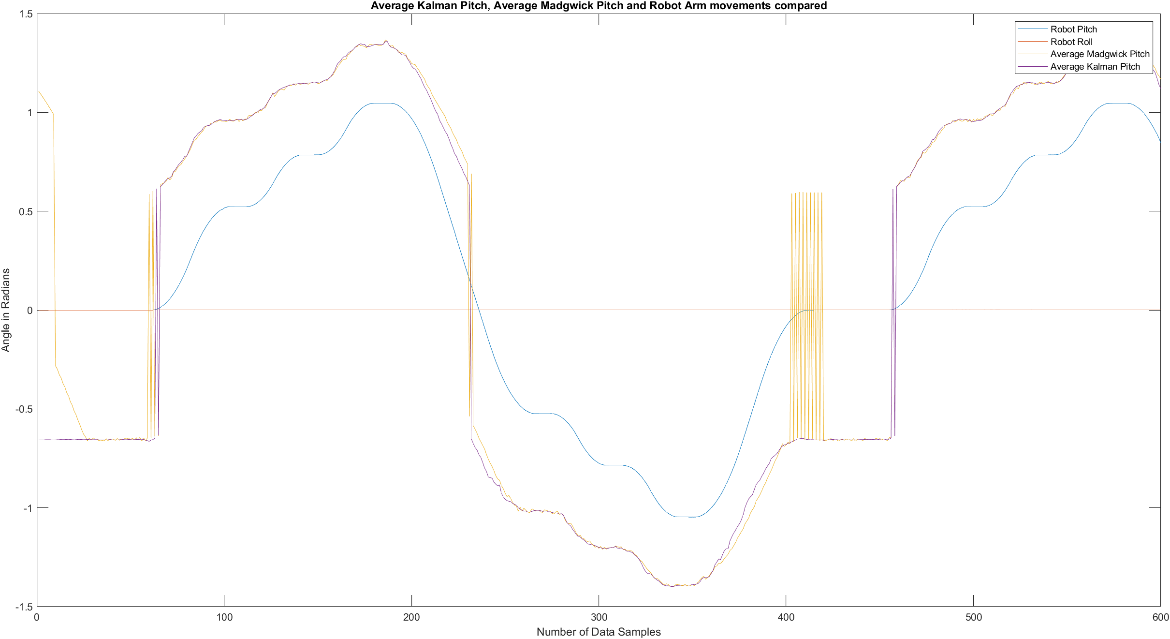 Average Kalman Pitch, Average Madgwick Pitch and Robot Arm movements compared
1.5
1
0.5
0
-0.5
-1
-1.5
Angle in Radians
Robot Pitch
Robot Roll
Average Madgwick Pitch
Average Kalman Pitch
0 100 200 300 400 500 600
Number of Data Samples